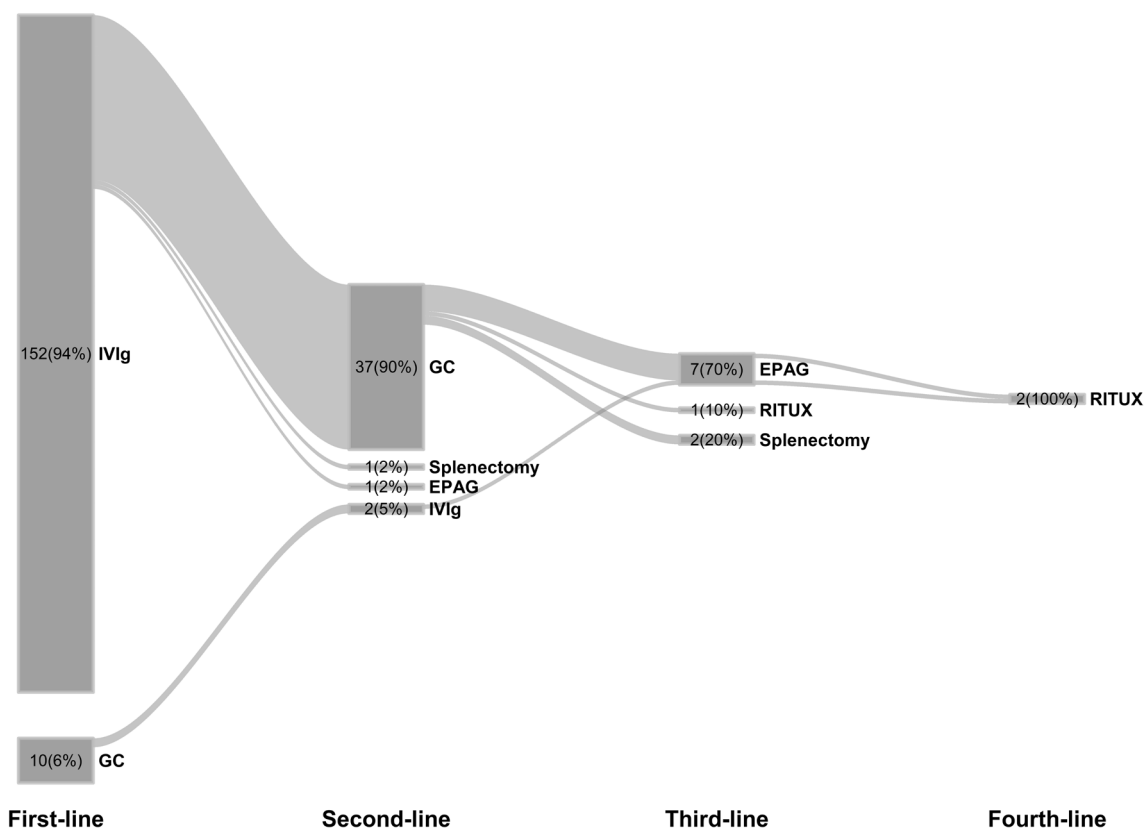 152(94%) IVIg
10(6%) GC
37(90%) GC
1(2%) Splenectomy
1(2%) EPAG
2(5%) IVIg
7(70%) EPAG
1(10%) RITUX
2(20%) Splenectomy
2(100%) RITUX
First-line Second-line Third-line Fourth-line